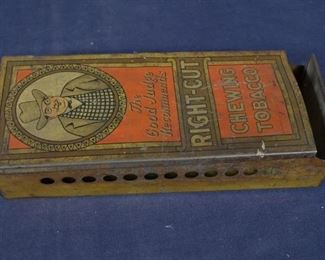 The
Good Judge
Recommends
RIGHT-CUT
CHEWING
TOBACCO